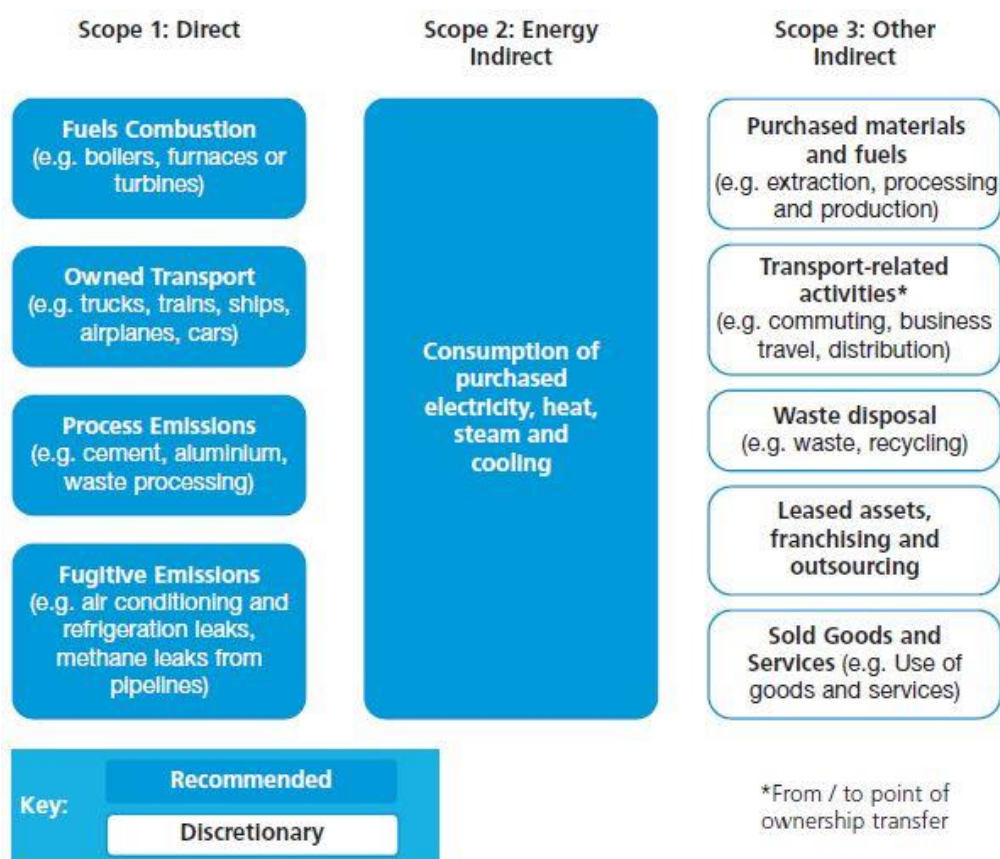 Scope 1: Direct
Fuels Combustion
(e.g. boilers, furnaces or
turbines)
Owned Transport
(e.g. trucks, trains, ships,
airplanes, cars)
Process Emissions
(e.g. cement, aluminium,
waste processing)
Fugitive Emissions
(e.g. air conditioning and
refrigeration leaks,
methane leaks from
pipelines)
Scope 2: Energy
Indirect
Consumption of
purchased
electricity, heat,
steam and
cooling
Scope 3: Other
Indirect
Purchased materials
and fuels
(e.g. extraction, processing
and production)
Transport-related
activities*
(e.g. commuting, business
travel, distribution)
Waste disposal
(e.g. waste, recycling)
Leased assets,
franchising and
outsourcing
Sold Goods and
Services (e.g. Use of
goods and services)
Key:
Recommended
Discretionary
*From / to point of
ownership transfer